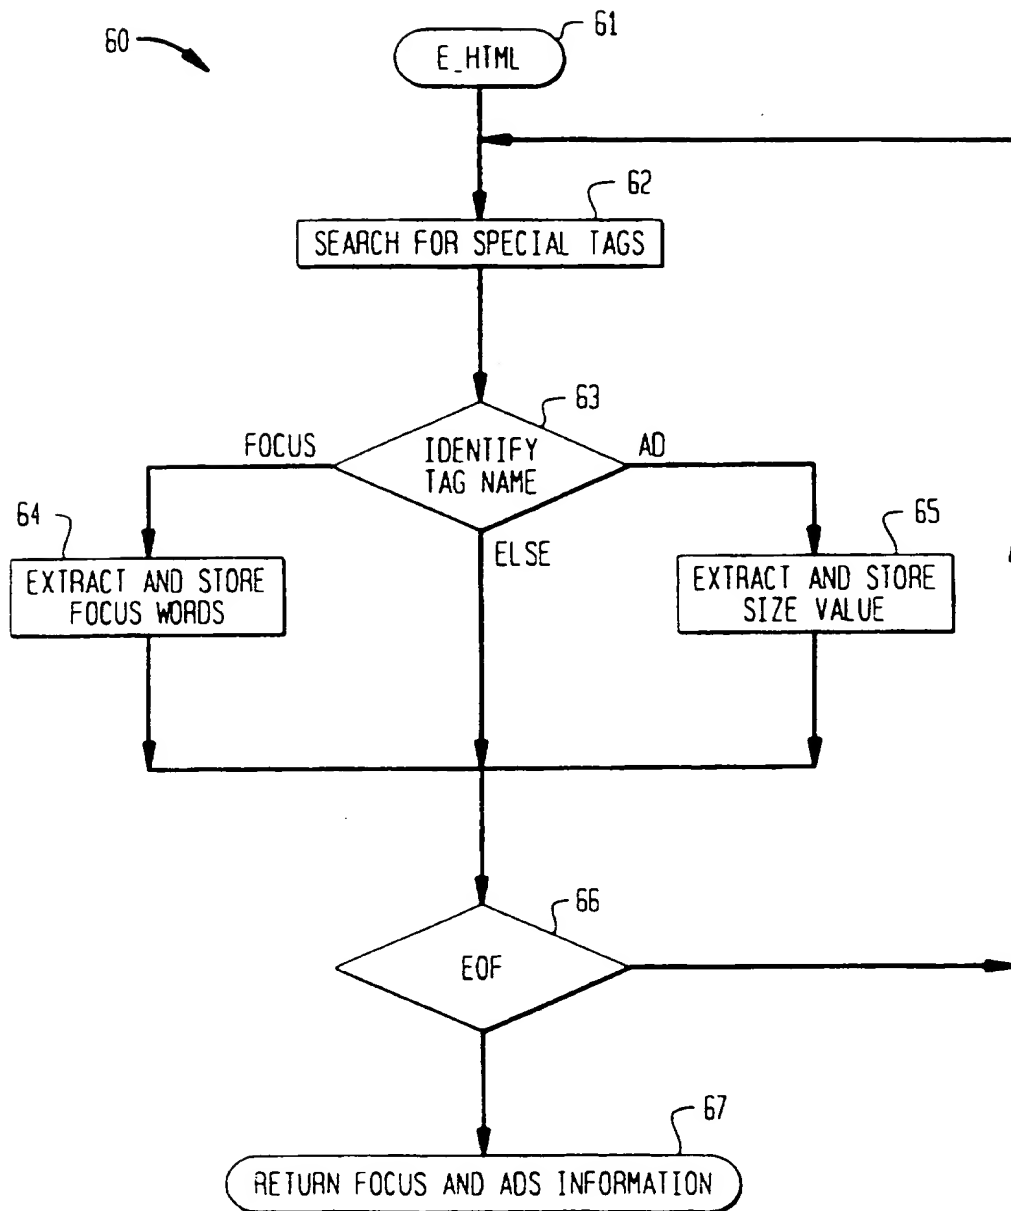 60
61
E_HTML
62
SEARCH FOR SPECIAL TAGS
63
FOCUS
IDENTIFY
TAG NAME
AD
ELSE
64
EXTRACT AND STORE
FOCUS WORDS
65
EXTRACT AND STORE
SIZE VALUE
66
EOF
67
RETURN FOCUS AND ADS INFORMATION